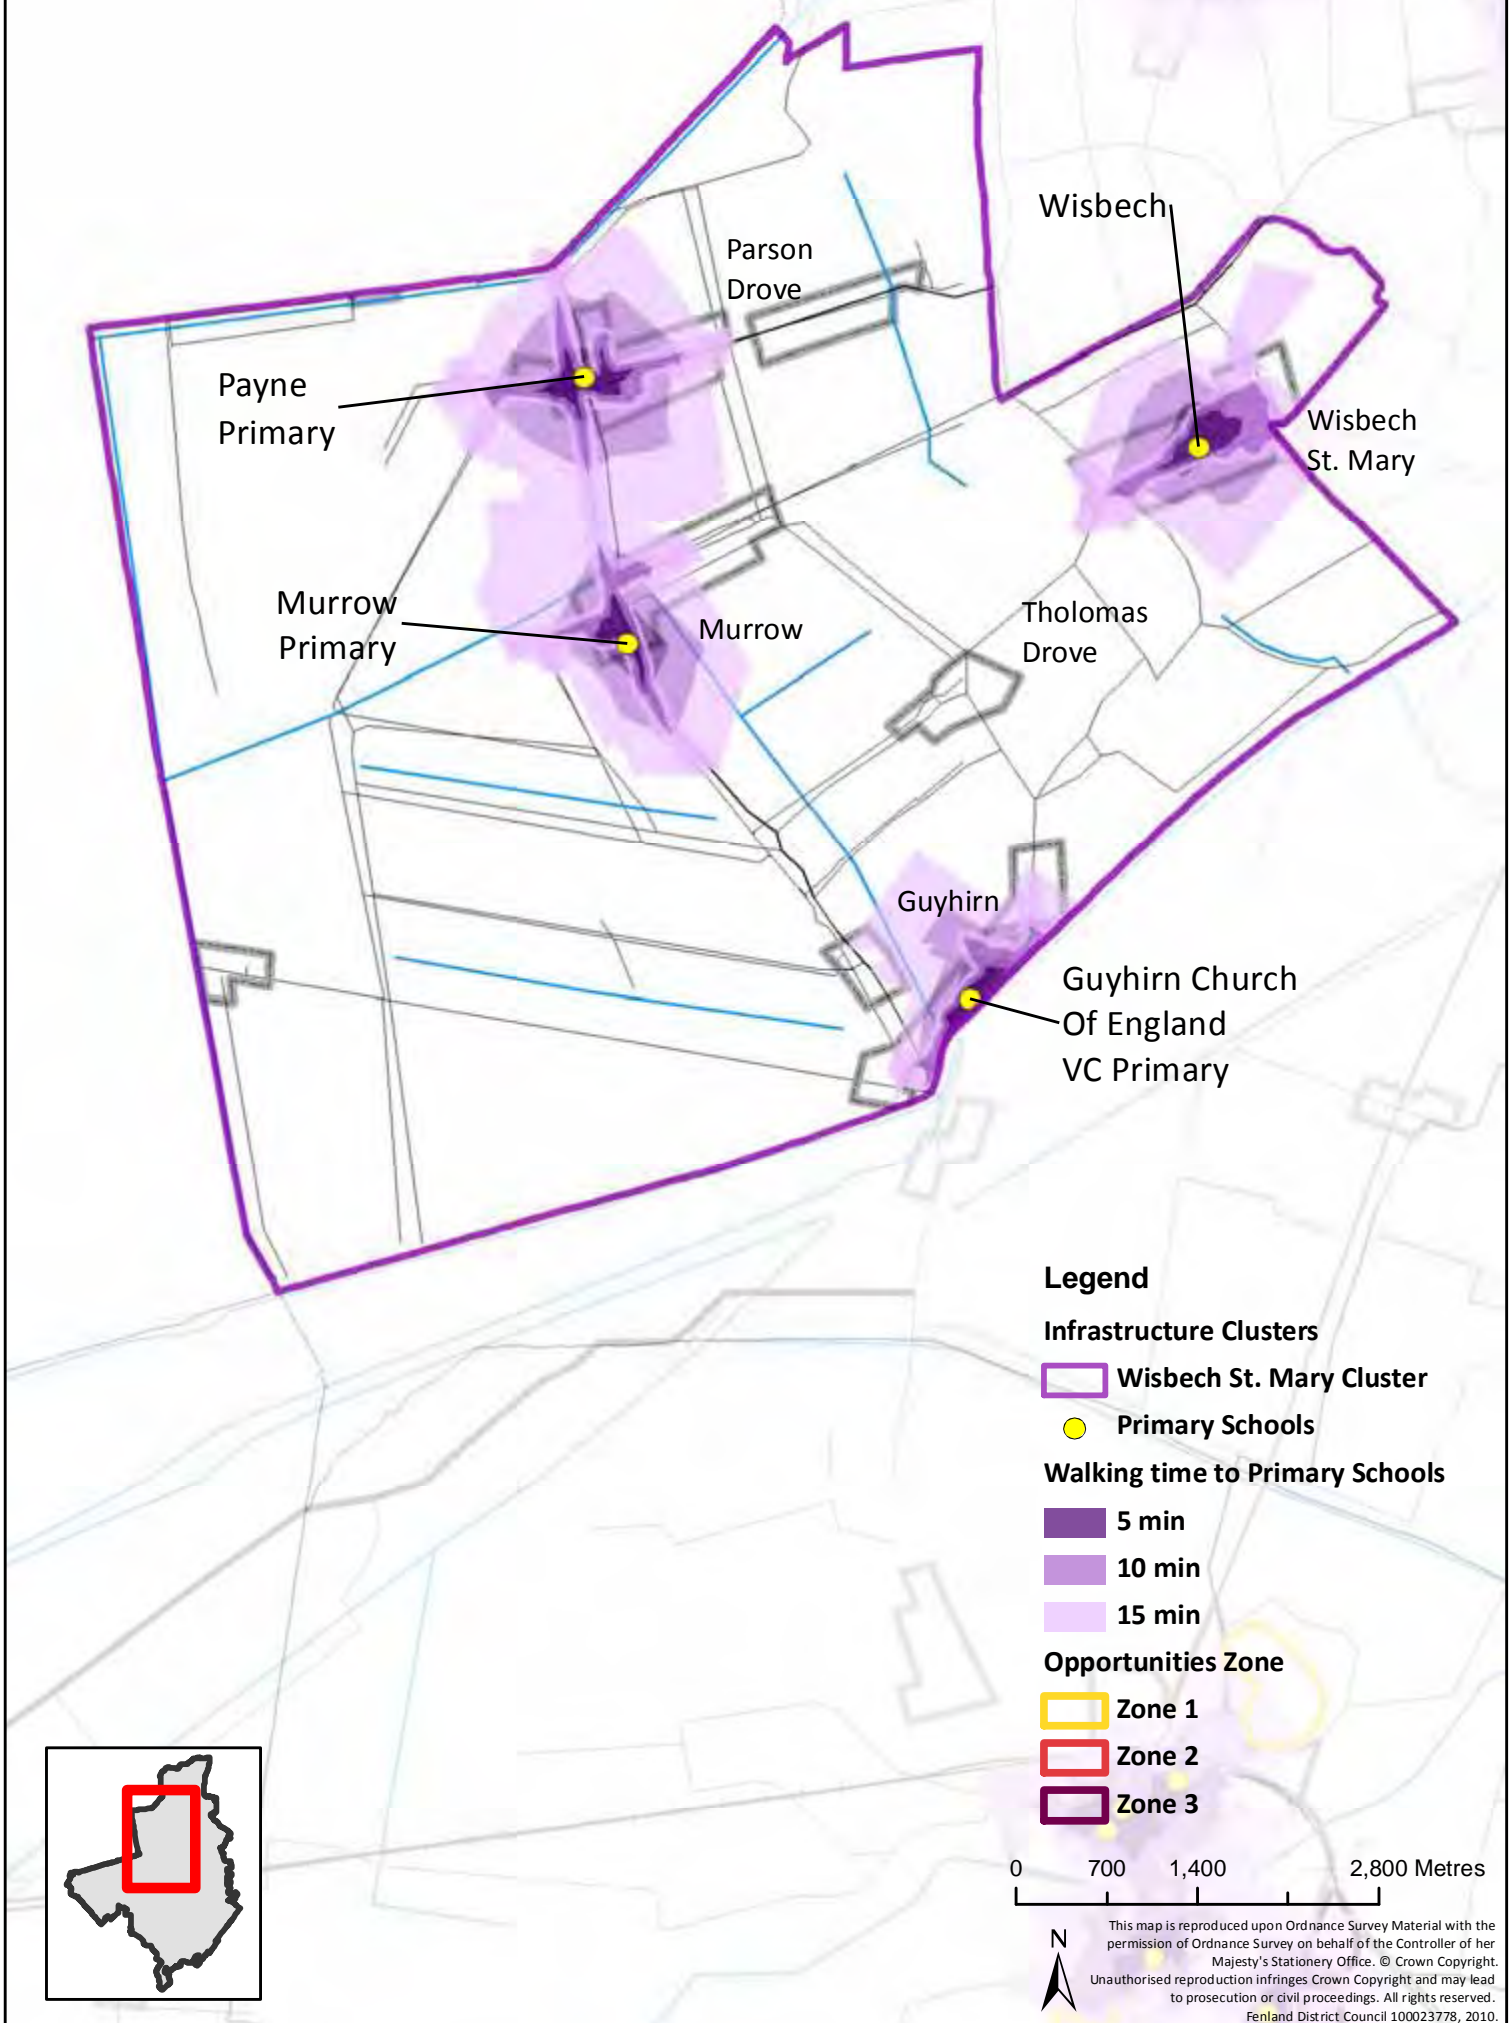 Wisbech
Parson
Drove
Payne
Primary
Wisbech
St. Mary
Murrow
Primary
Murrow
Tholomas
Drove
Guyhirn
Guyhirn Church
Of England
VC Primary
Legend
Infrastructure Clusters
Wisbech St. Mary Cluster
Primary Schools
Walking time to Primary Schools
5 min
10 min
15 min
Opportunities Zone
Zone 1
Zone 2
Zone 3
0 700 1,400 2,800 Metres
N
This map is reproduced upon Ordnance Survey Material with the
permission of Ordnance Survey on behalf of the Controller of her
Majesty's Stationery Office. © Crown Copyright.
Unauthorised reproduction infringes Crown Copyright and may lead
to prosecution or civil proceedings. All rights reserved.
Fenland District Council 100023778, 2010.